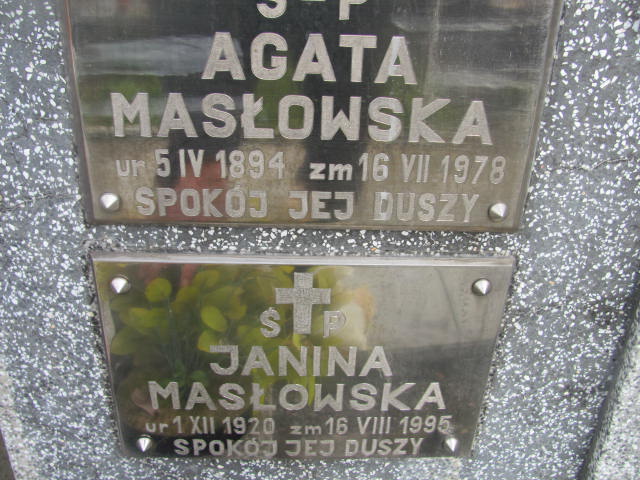 Ś P
AGATA
MASŁOWSKA
ur 5 IV 1894 zm 16 VII 1978
SPOKÓJ JEJ DUSZY
Ś P
JANINA
MASŁOWSKA
ur 1 XII 1920 zm 16 VIII 1995
SPOKÓJ JEJ DUSZY